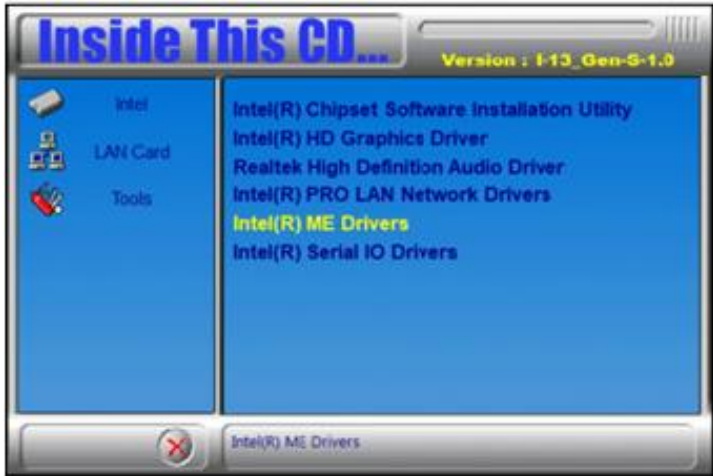 Inside This CD...
Version : I-13_Gen-S-1.0
Intel
LAN Card
Tools
Intel(R) Chipset Software Installation Utility
Intel(R) HD Graphics Driver
Realtek High Definition Audio Driver
Intel(R) PRO LAN Network Drivers
Intel(R) ME Drivers
Intel(R) Serial IO Drivers
Intel(R) ME Drivers